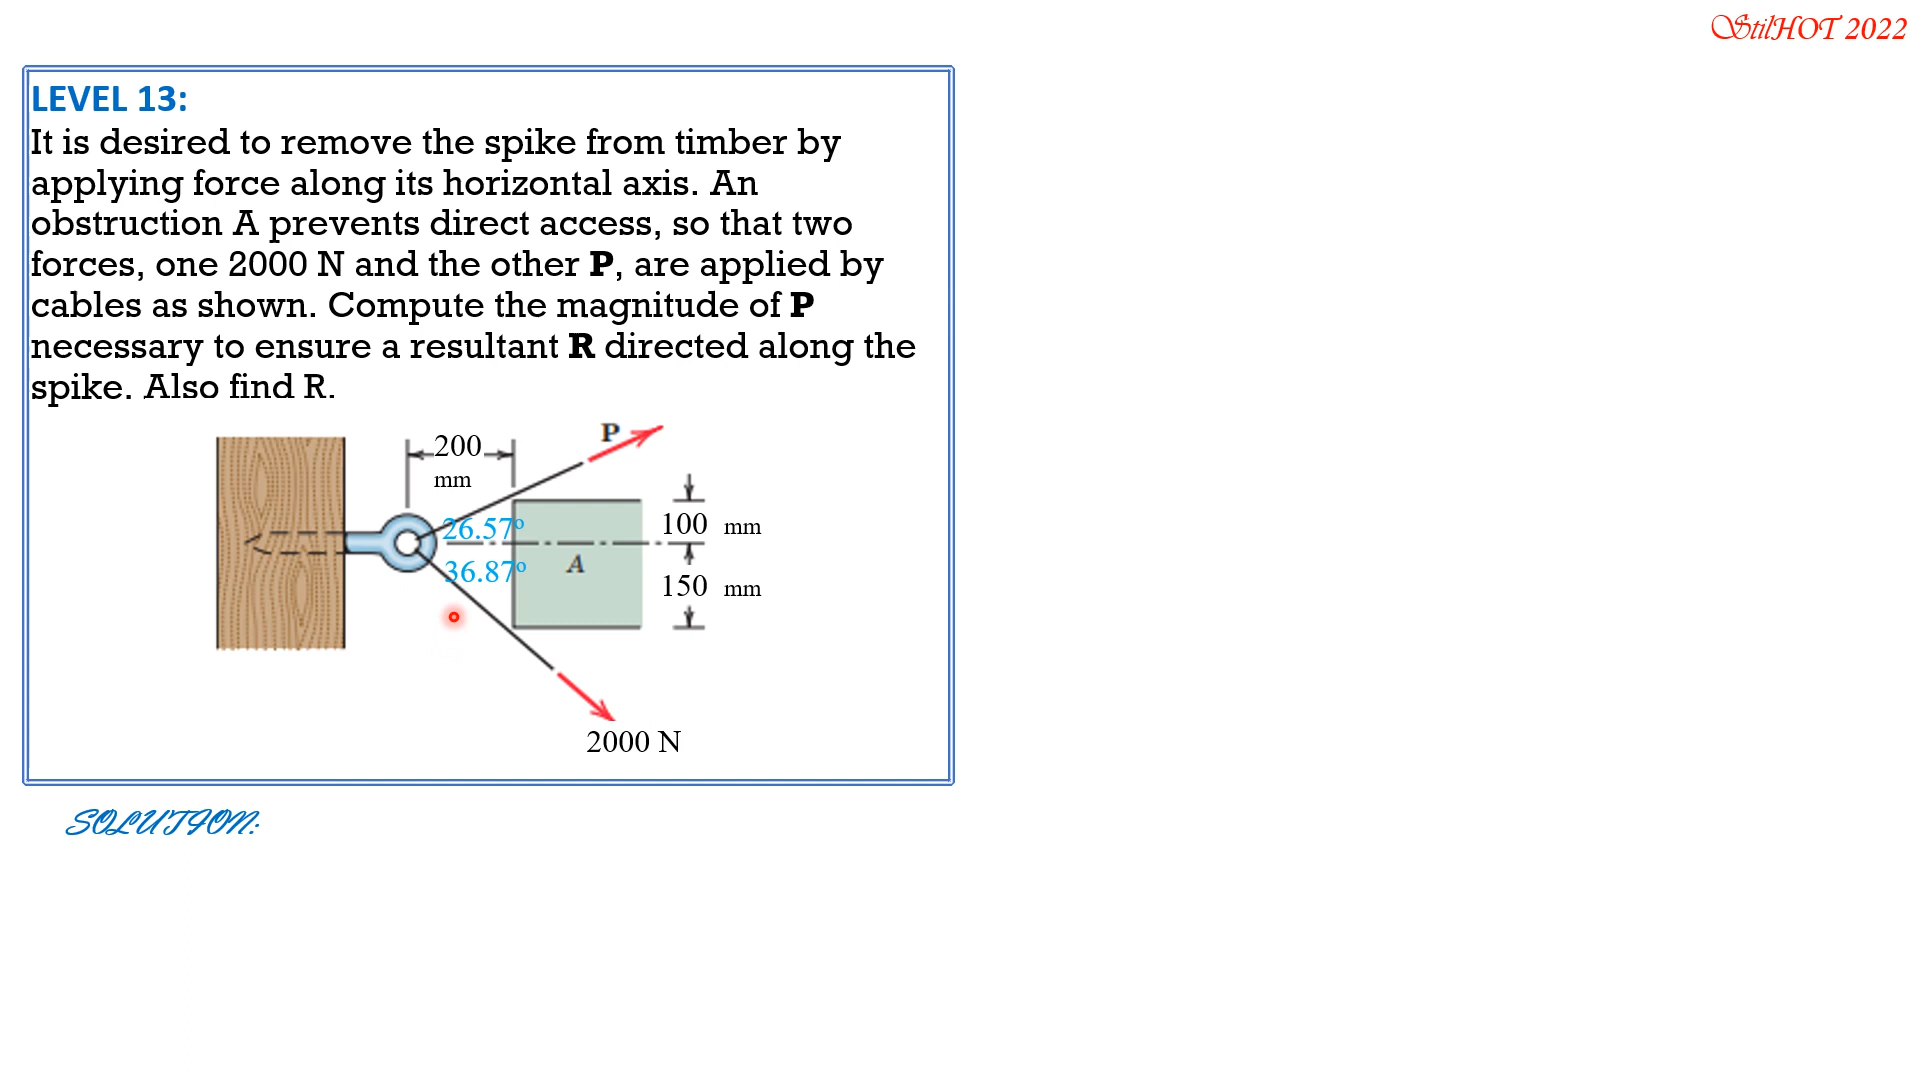 StilHOT 2022
LEVEL 13:
It is desired to remove the spike from timber by
applying force along its horizontal axis. An
obstruction A prevents direct access, so that two
forces, one 2000 N and the other P, are applied by
cables as shown. Compute the magnitude of P
necessary to ensure a resultant R directed along the
spike. Also find R.
P
200
mm
26.57º
100 mm
A
36.87º
150 mm
2000 N
SOLUTION: